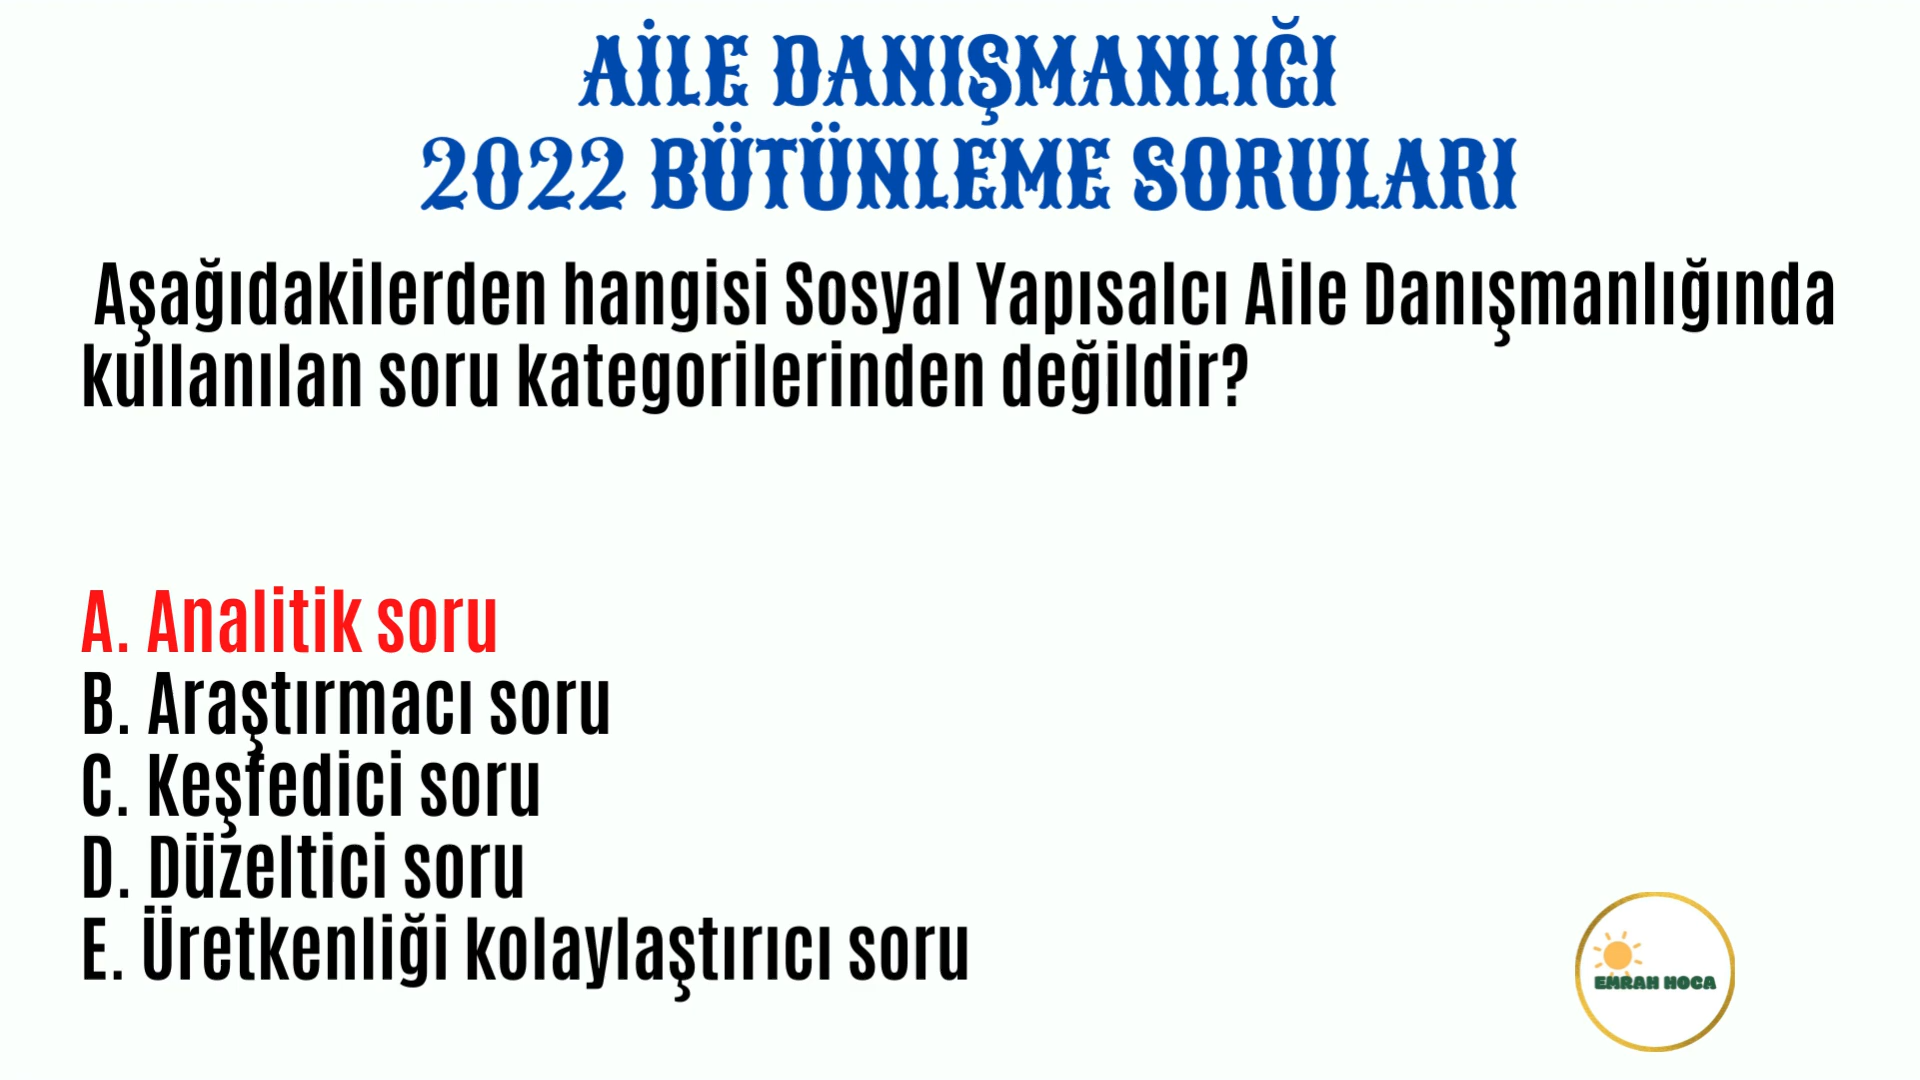 AİLE DANIŞMANLIĞI
2022 BÜTÜNLEME SORULARI
Aşağıdakilerden hangisi Sosyal Yapısalcı Aile Danışmanlığında
kullanılan soru kategorilerinden değildir?
A. Analitik soru
B. Araştırmacı soru
C. Keşfedici soru
D. Düzeltici soru
E. Üretkenliği kolaylaştırıcı soru
EMRAH HOCA